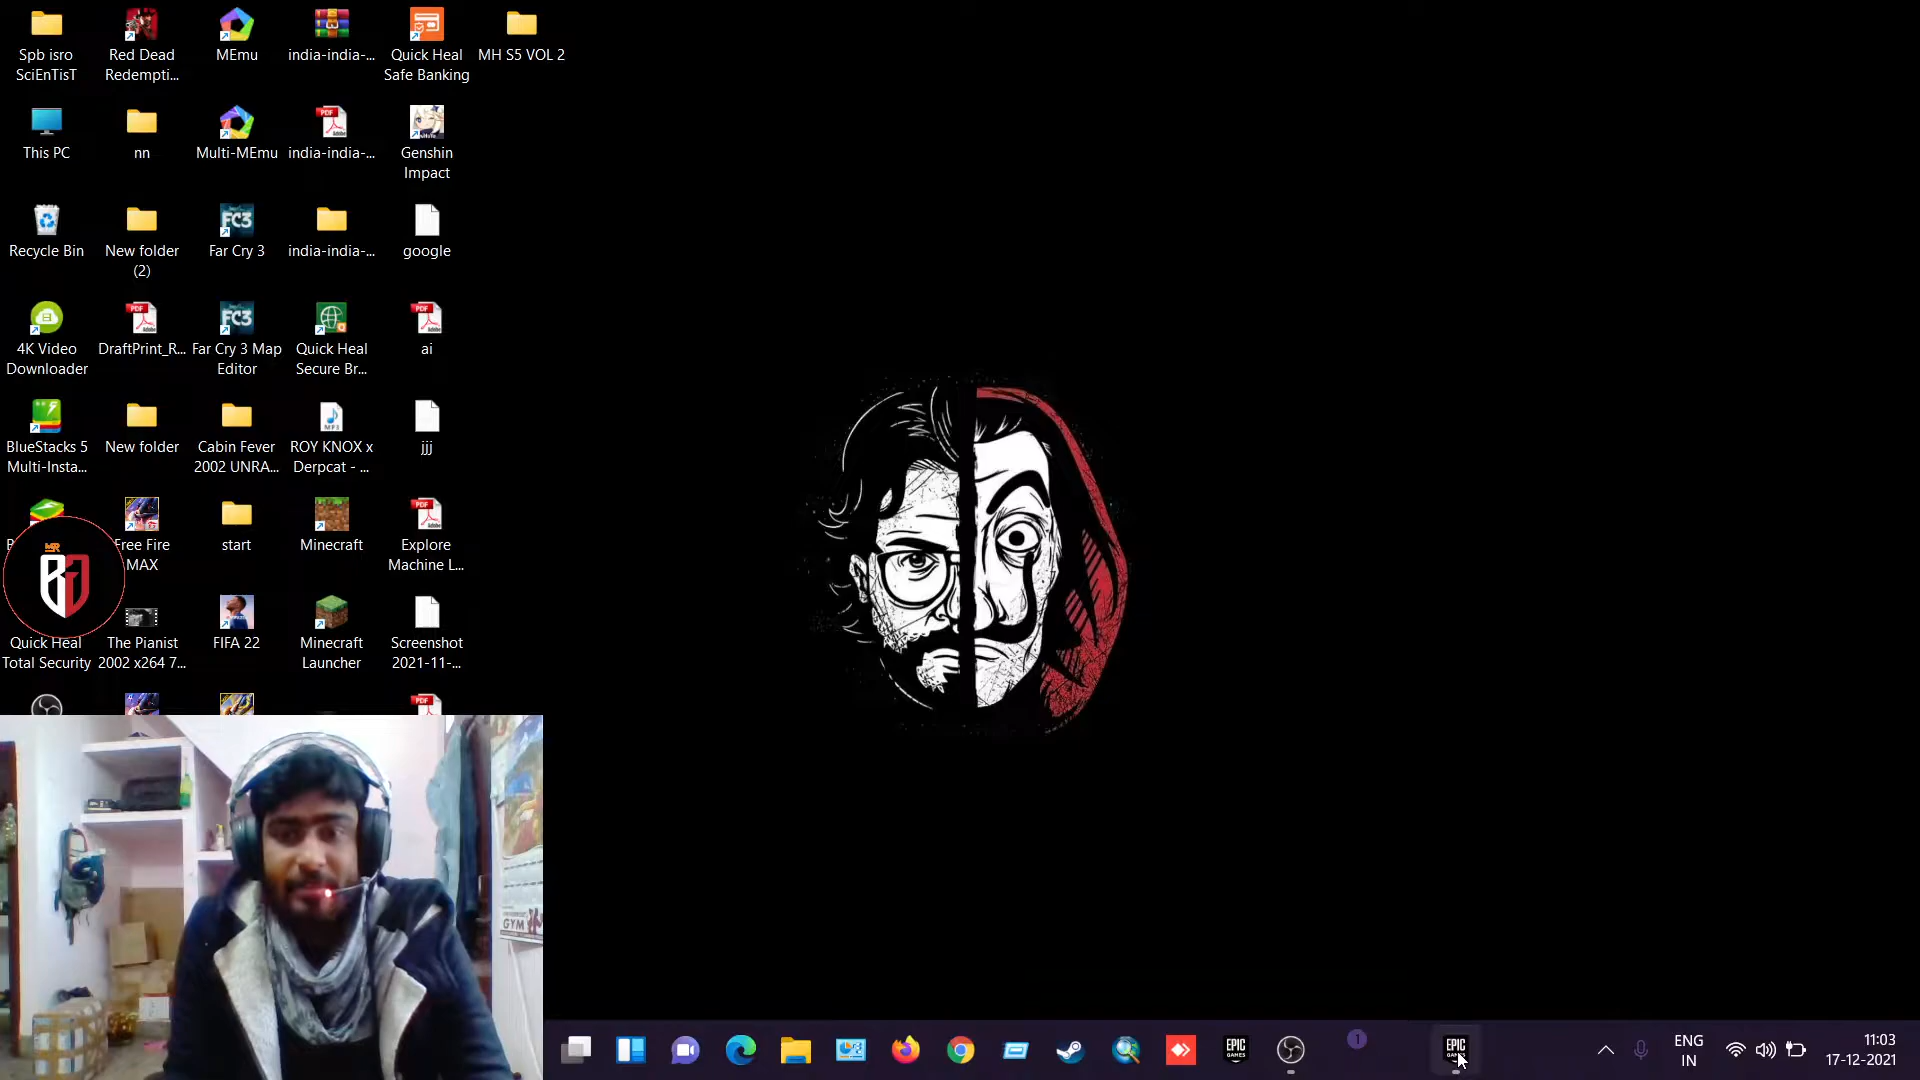 Spb isro
SciEnTisT
Red Dead
Redempti...
MEmu
india-india-...
Quick Heal
Safe Banking
MH S5 VOL 2
This PC
nn
Multi-MEmu
india-india-...
Genshin
Impact
Recycle Bin
New folder
(2)
Far Cry 3
india-india-...
google
4K Video
Downloader
DraftPrint_R...
Far Cry 3 Map
Editor
Quick Heal
Secure Br...
ai
BlueStacks 5
Multi-Insta...
New folder
Cabin Fever
2002 UNRA...
ROY KNOX x
Derpcat - ...
jjj
Free Fire
MAX
start
Minecraft
Explore
Machine L...
Quick Heal
Total Security
The Pianist
2002 x264 7...
FIFA 22
Minecraft
Launcher
Screenshot
2021-11-...
GYM
EPIC
GAMES
1
EPIC
ENG
IN
11:03
17-12-2021